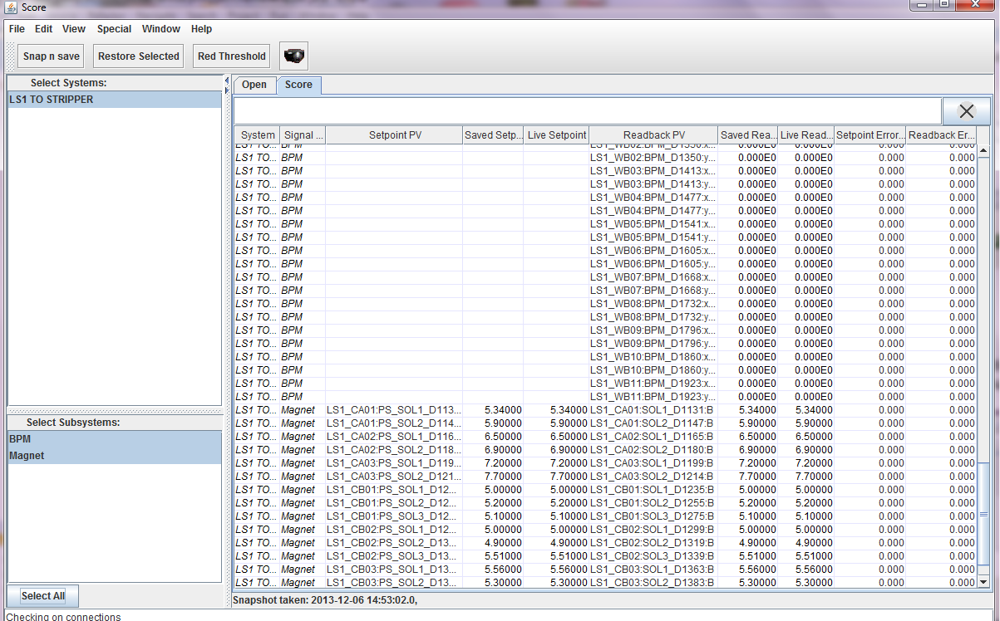 Score
File Edit View Special Window Help
Snap n save Restore Selected Red Threshold
Select Systems:
LS1 TO STRIPPER
Select Subsystems:
BPM
Magnet
Select All
Open Score
System Signal ... Setpoint PV Saved Setp... Live Setpoint Readback PV Saved Rea... Live Read... Setpoint Error... Readback Er...
LS1 TO... BPM LS1_WB02:BPM_D1350:x... 0.000E0 0.000E0 0.000 0.000
LS1 TO... BPM LS1_WB02:BPM_D1350:y... 0.000E0 0.000E0 0.000 0.000
LS1 TO... BPM LS1_WB03:BPM_D1413:x... 0.000E0 0.000E0 0.000 0.000
LS1 TO... BPM LS1_WB03:BPM_D1413:y... 0.000E0 0.000E0 0.000 0.000
LS1 TO... BPM LS1_WB04:BPM_D1477:x... 0.000E0 0.000E0 0.000 0.000
LS1 TO... BPM LS1_WB04:BPM_D1477:y... 0.000E0 0.000E0 0.000 0.000
LS1 TO... BPM LS1_WB05:BPM_D1541:x... 0.000E0 0.000E0 0.000 0.000
LS1 TO... BPM LS1_WB05:BPM_D1541:y... 0.000E0 0.000E0 0.000 0.000
LS1 TO... BPM LS1_WB06:BPM_D1605:x... 0.000E0 0.000E0 0.000 0.000
LS1 TO... BPM LS1_WB06:BPM_D1605:y... 0.000E0 0.000E0 0.000 0.000
LS1 TO... BPM LS1_WB07:BPM_D1668:x... 0.000E0 0.000E0 0.000 0.000
LS1 TO... BPM LS1_WB07:BPM_D1668:y... 0.000E0 0.000E0 0.000 0.000
LS1 TO... BPM LS1_WB08:BPM_D1732:x... 0.000E0 0.000E0 0.000 0.000
LS1 TO... BPM LS1_WB08:BPM_D1732:y... 0.000E0 0.000E0 0.000 0.000
LS1 TO... BPM LS1_WB09:BPM_D1796:x... 0.000E0 0.000E0 0.000 0.000
LS1 TO... BPM LS1_WB09:BPM_D1796:y... 0.000E0 0.000E0 0.000 0.000
LS1 TO... BPM LS1_WB10:BPM_D1860:x... 0.000E0 0.000E0 0.000 0.000
LS1 TO... BPM LS1_WB10:BPM_D1860:y... 0.000E0 0.000E0 0.000 0.000
LS1 TO... BPM LS1_WB11:BPM_D1923:x... 0.000E0 0.000E0 0.000 0.000
LS1 TO... BPM LS1_WB11:BPM_D1923:y... 0.000E0 0.000E0 0.000 0.000
LS1 TO... Magnet LS1_CA01:PS_SOL1_D113... 5.34000 5.34000 LS1_CA01:SOL1_D1131:B 5.34000 5.34000 0.000 0.000
LS1 TO... Magnet LS1_CA01:PS_SOL2_D114... 5.90000 5.90000 LS1_CA01:SOL2_D1147:B 5.90000 5.90000 0.000 0.000
LS1 TO... Magnet LS1_CA02:PS_SOL1_D116... 6.50000 6.50000 LS1_CA02:SOL1_D1165:B 6.50000 6.50000 0.000 0.000
LS1 TO... Magnet LS1_CA02:PS_SOL2_D118... 6.90000 6.90000 LS1_CA02:SOL2_D1180:B 6.90000 6.90000 0.000 0.000
LS1 TO... Magnet LS1_CA03:PS_SOL1_D119... 7.20000 7.20000 LS1_CA03:SOL1_D1199:B 7.20000 7.20000 0.000 0.000
LS1 TO... Magnet LS1_CA03:PS_SOL2_D121... 7.70000 7.70000 LS1_CA03:SOL2_D1214:B 7.70000 7.70000 0.000 0.000
LS1 TO... Magnet LS1_CB01:PS_SOL1_D12... 5.00000 5.00000 LS1_CB01:SOL1_D1235:B 5.00000 5.00000 0.000 0.000
LS1 TO... Magnet LS1_CB01:PS_SOL2_D12... 5.20000 5.20000 LS1_CB01:SOL2_D1255:B 5.20000 5.20000 0.000 0.000
LS1 TO... Magnet LS1_CB01:PS_SOL3_D12... 5.10000 5.10000 LS1_CB01:SOL3_D1275:B 5.10000 5.10000 0.000 0.000
LS1 TO... Magnet LS1_CB02:PS_SOL1_D12... 5.00000 5.00000 LS1_CB02:SOL1_D1299:B 5.00000 5.00000 0.000 0.000
LS1 TO... Magnet LS1_CB02:PS_SOL2_D13... 4.90000 4.90000 LS1_CB02:SOL2_D1319:B 4.90000 4.90000 0.000 0.000
LS1 TO... Magnet LS1_CB02:PS_SOL3_D13... 5.51000 5.51000 LS1_CB02:SOL3_D1339:B 5.51000 5.51000 0.000 0.000
LS1 TO... Magnet LS1_CB03:PS_SOL1_D13... 5.56000 5.56000 LS1_CB03:SOL1_D1363:B 5.56000 5.56000 0.000 0.000
LS1 TO... Magnet LS1_CB03:PS_SOL2_D13... 5.30000 5.30000 LS1_CB03:SOL2_D1383:B 5.30000 5.30000 0.000 0.000
Snapshot taken: 2013-12-06 14:53:02.0,
Checking on connections